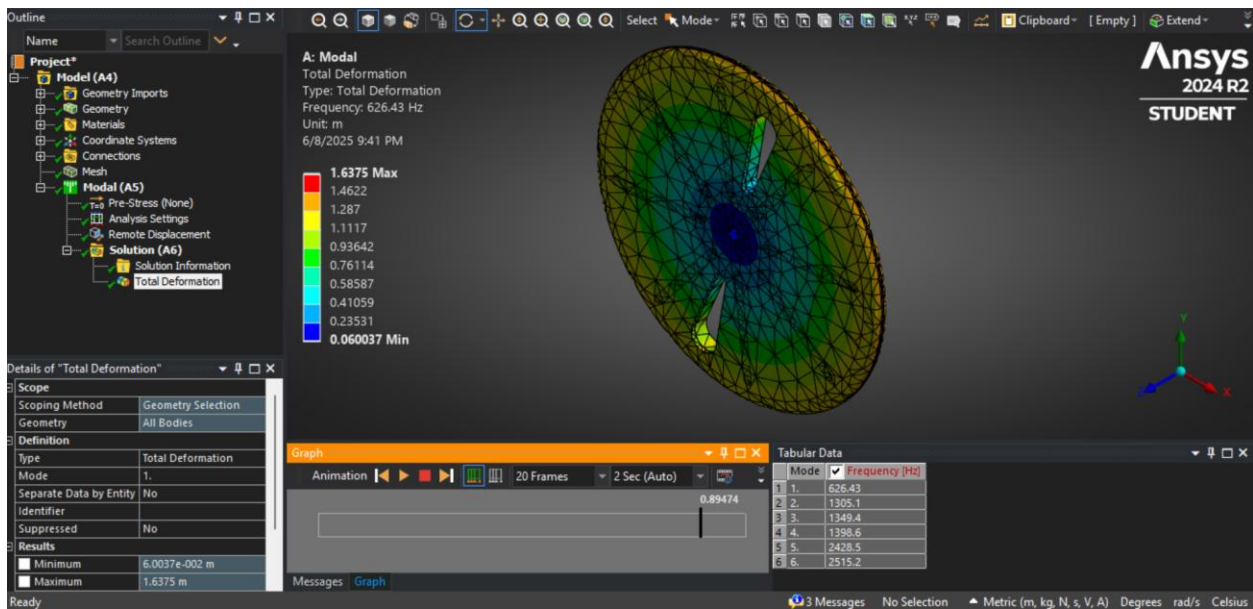 Outline
Name
Search Outline
Project*
Model (A4)
Geometry Imports
Geometry
Materials
Coordinate Systems
Connections
Mesh
Modal (A5)
T=0 Pre-Stress (None)
Analysis Settings
Remote Displacement
Solution (A6)
Solution Information
Total Deformation
Details of "Total Deformation"
Scope
Scoping Method Geometry Selection
Geometry All Bodies
Definition
Type Total Deformation
Mode 1.
Separate Data by Entity No
Identifier
Suppressed No
Results
Minimum 6.0037e-002 m
Maximum 1.6375 m
Select Mode Clipboard [ Empty ] Extend
A: Modal
Total Deformation
Type: Total Deformation
Frequency: 626.43 Hz
Unit: m
6/8/2025 9:41 PM
1.6375 Max
1.4622
1.287
1.1117
0.93642
0.76114
0.58587
0.41059
0.23531
0.060037 Min
Ansys
2024 R2
STUDENT
Y
Z
X
Graph
Animation 20 Frames 2 Sec (Auto)
0.89474
Messages Graph
Tabular Data
Mode Frequency [Hz]
1 1. 626.43
2 2. 1305.1
3 3. 1349.4
4 4. 1398.6
5 5. 2428.5
6 6. 2515.2
Ready
3 Messages No Selection Metric (m, kg, N, s, V, A) Degrees rad/s Celsius